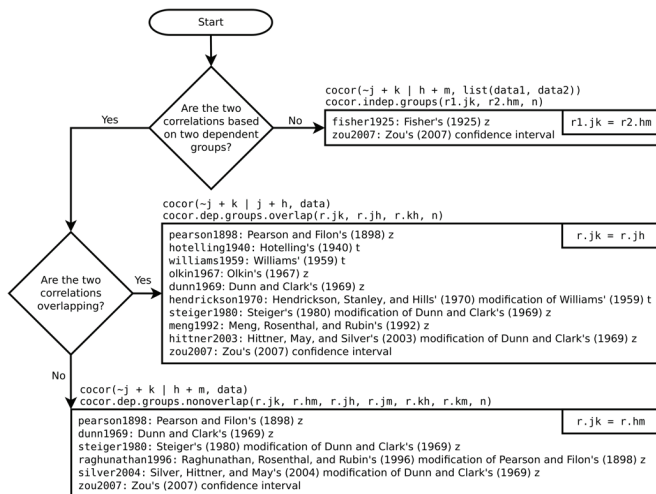 Start
Are the two
correlations based
on two dependent
groups?
Yes
No
cocor(~j + k | h + m, list(data1, data2))
cocor.indep.groups(r1.jk, r2.hm, n)
fisher1925: Fisher's (1925) z
zou2007: Zou's (2007) confidence interval
r1.jk = r2.hm
cocor(~j + k | j + h, data)
cocor.dep.groups.overlap(r.jk, r.jh, r.kh, n)
Are the two
correlations
overlapping?
Yes
pearson1898: Pearson and Filon's (1898) z
hotelling1940: Hotelling's (1940) t
williams1959: Williams' (1959) t
olkin1967: Olkin's (1967) z
dunn1969: Dunn and Clark's (1969) z
hendrickson1970: Hendrickson, Stanley, and Hills' (1970) modification of Williams' (1959) t
steiger1980: Steiger's (1980) modification of Dunn and Clark's (1969) z
meng1992: Meng, Rosenthal, and Rubin's (1992) z
hittner2003: Hittner, May, and Silver's (2003) modification of Dunn and Clark's (1969) z
zou2007: Zou's (2007) confidence interval
r.jk = r.jh
No
cocor(~j + k | h + m, data)
cocor.dep.groups.nonoverlap(r.jk, r.hm, r.jh, r.jm, r.kh, r.km, n)
pearson1898: Pearson and Filon's (1898) z
dunn1969: Dunn and Clark's (1969) z
steiger1980: Steiger's (1980) modification of Dunn and Clark's (1969) z
raghunathan1996: Raghunathan, Rosenthal, and Rubin's (1996) modification of Pearson and Filon's (1898) z
silver2004: Silver, Hittner, and May's (2004) modification of Dunn and Clark's (1969) z
zou2007: Zou's (2007) confidence interval
r.jk = r.hm